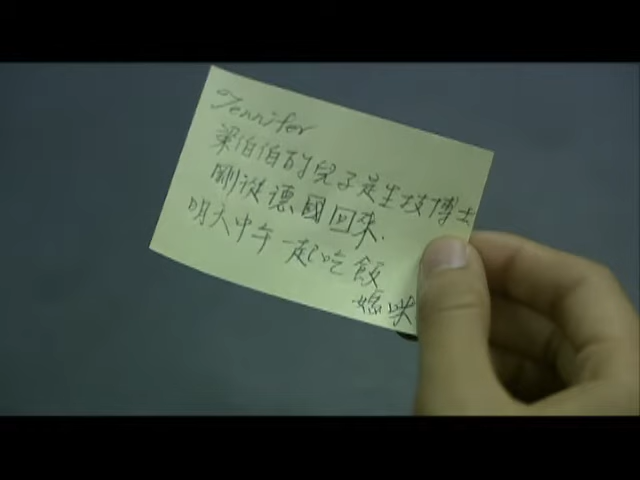 Jennifer
梁伯伯的兒子是生技博士
剛從德國回來.
明天中午一起吃飯
媽咪